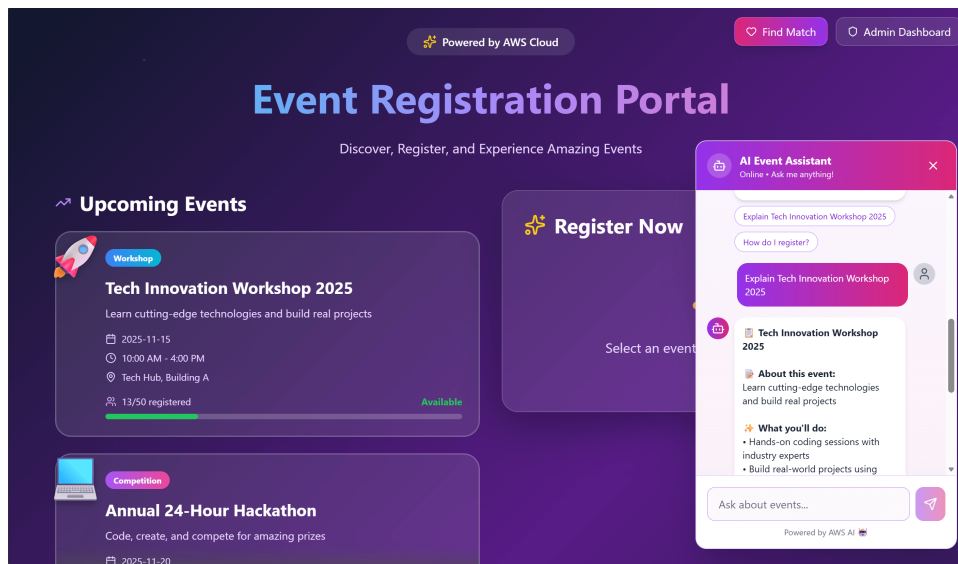 Powered by AWS Cloud
Find Match
Admin Dashboard
Event Registration Portal
Discover, Register, and Experience Amazing Events
Upcoming Events
Workshop
Tech Innovation Workshop 2025
Learn cutting-edge technologies and build real projects
2025-11-15
10:00 AM - 4:00 PM
Tech Hub, Building A
13/50 registered
Available
Competition
Annual 24-Hour Hackathon
Code, create, and compete for amazing prizes
2025-11-20
Register Now
Select an event
AI Event Assistant
Online • Ask me anything!
Explain Tech Innovation Workshop 2025
How do I register?
Explain Tech Innovation Workshop
2025
Tech Innovation Workshop
2025
About this event:
Learn cutting-edge technologies
and build real projects
What you'll do:
• Hands-on coding sessions with
industry experts
• Build real-world projects using
Ask about events...
Powered by AWS AI